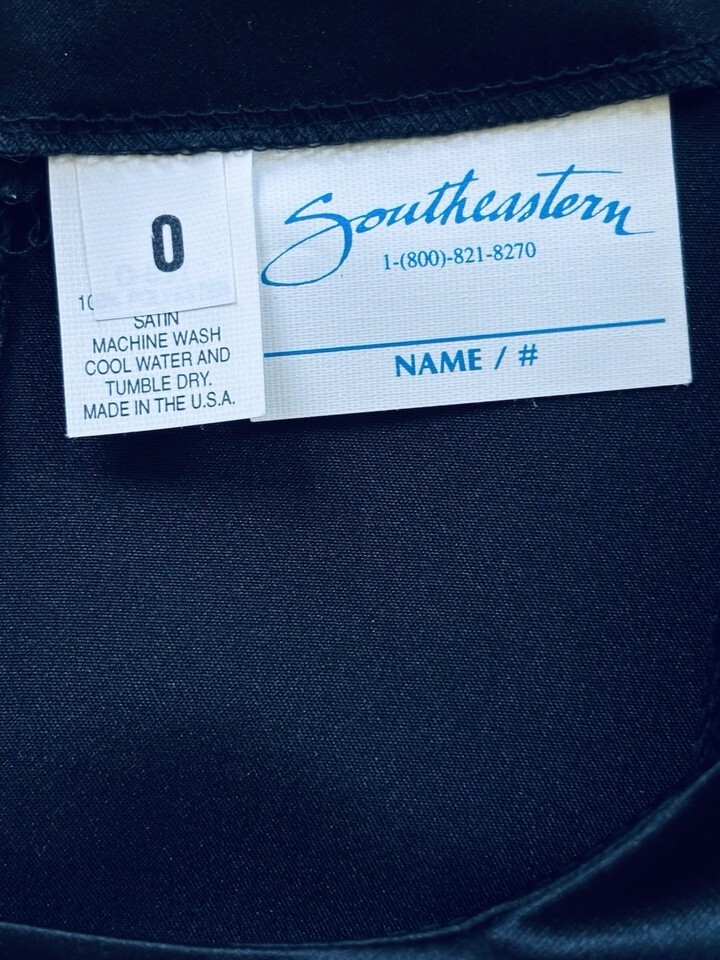 0
SATIN
MACHINE WASH
COOL WATER AND
TUMBLE DRY.
MADE IN THE U.S.A.
Southeastern
1-(800)-821-8270
NAME / #